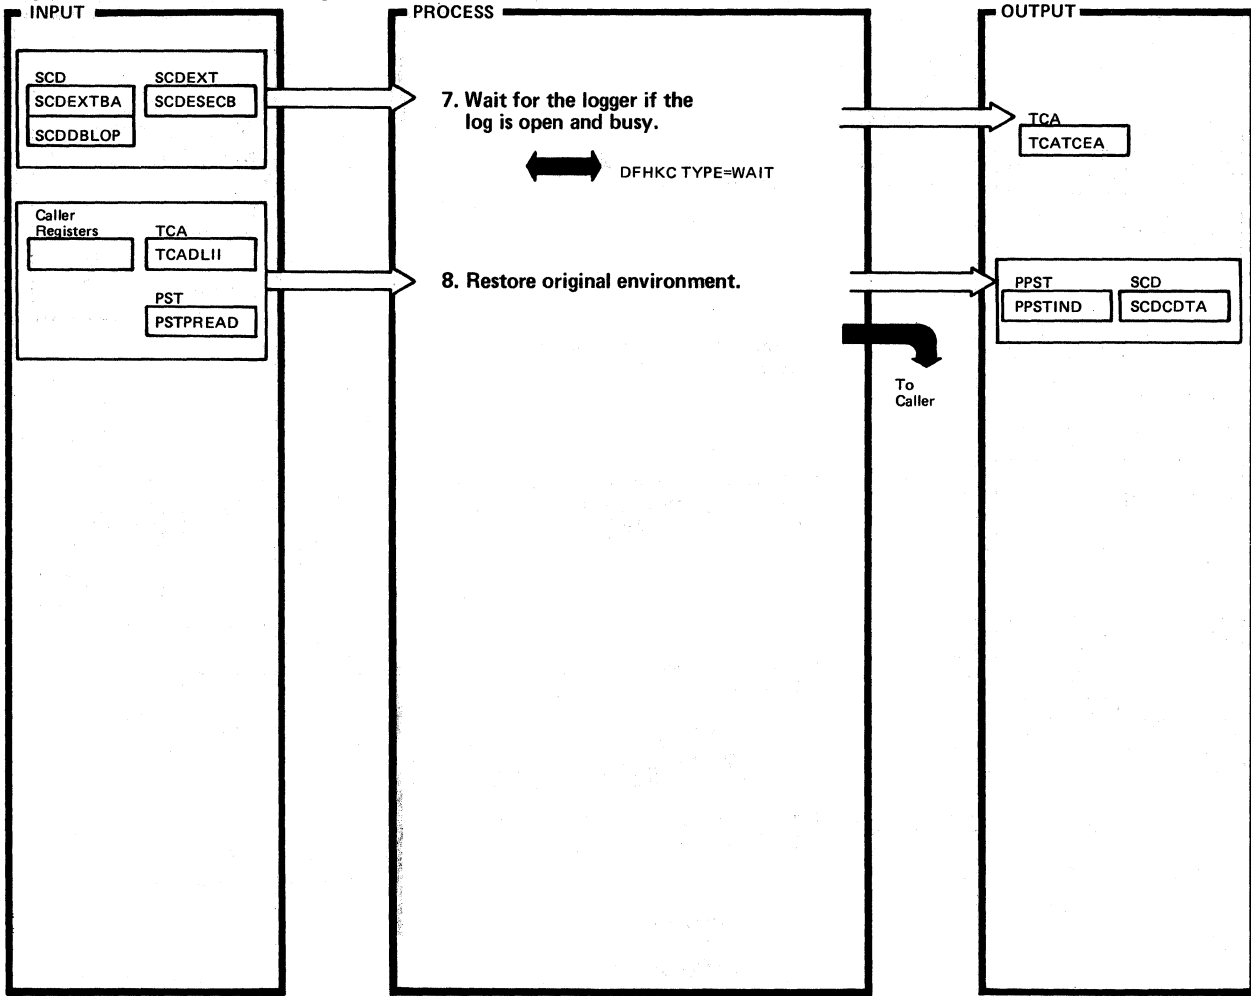 INPUT
PROCESS
OUTPUT
SCD
SCDEXT
SCDEXTBA
SCDESECB
SCDDBLOP
7. Wait for the logger if the
log is open and busy.
DFHKC TYPE=WAIT
TCA
TCATCEA
Caller
Registers
TCA
TCADLII
PST
PSTPREAD
8. Restore original environment.
PPST
SCD
PPSTIND
SCDCDTA
To
Caller